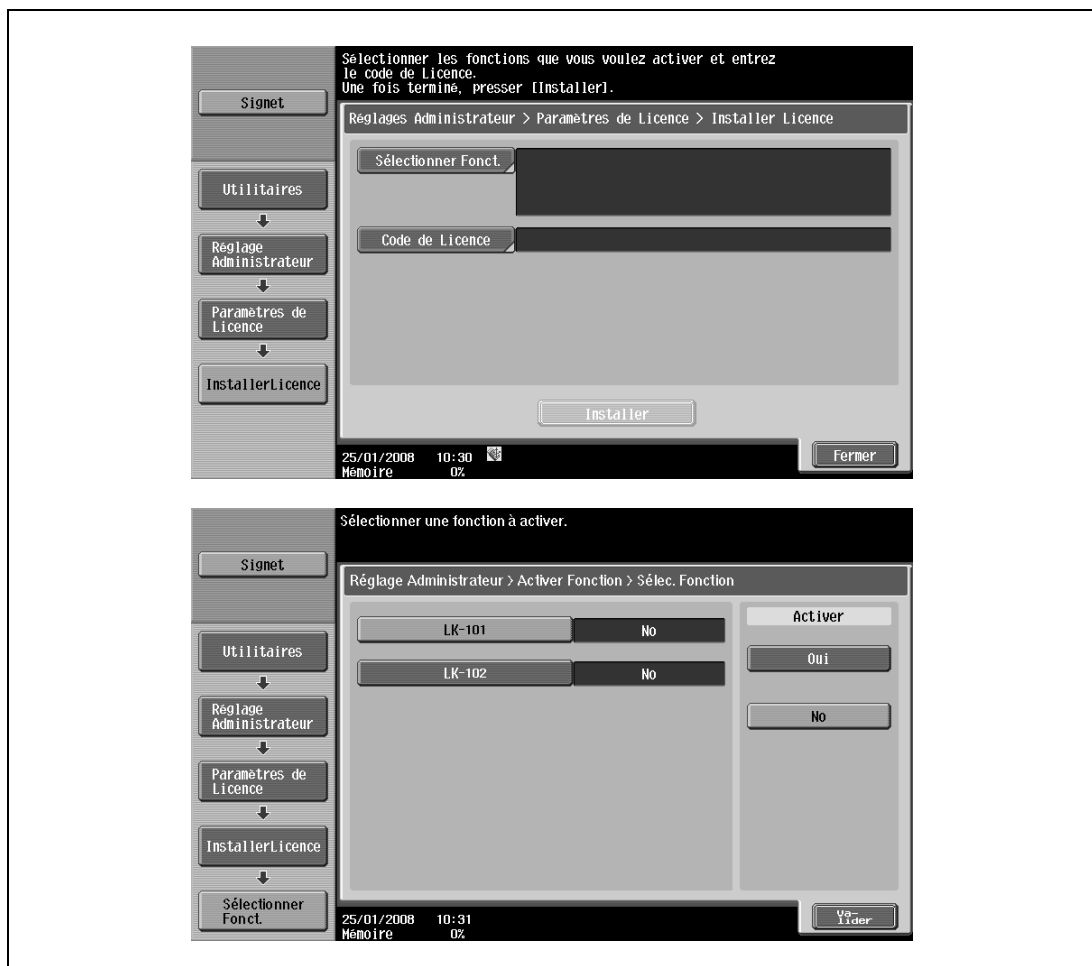 Sélectionner les fonctions que vous voulez activer et entrez
le code de Licence.
Une fois terminé, presser [Installer].
Signet
Réglages Administrateur > Paramètres de Licence > Installer Licence
Sélectionner Fonct.
Utilitaires
Code de Licence
Réglage
Administrateur
Paramètres de
Licence
InstallerLicence
Installer
25/01/2008 10:30
Mémoire 0%
Fermer
Sélectionner une fonction à activer.
Signet
Réglage Administrateur > Activer Fonction > Sélec. Fonction
LK-101 No
Activer
Utilitaires
LK-102 No
Oui
Réglage
Administrateur
No
Paramètres de
Licence
InstallerLicence
Sélectionner
Fonct.
25/01/2008 10:31
Mémoire 0%
Va-
lider